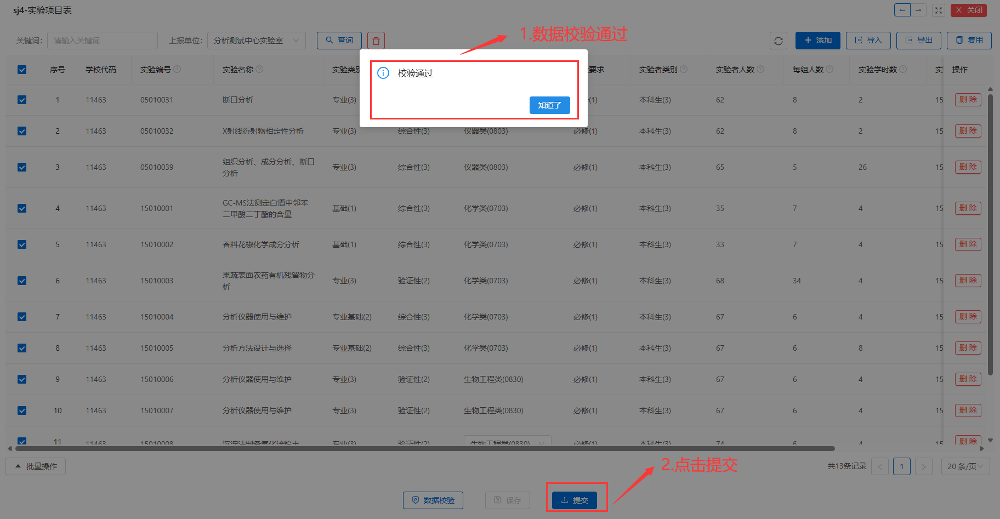 sj4-实验项目表
关闭
关键词: 请输入关键词 上报单位: 分析测试中心实验室 查询 添加 导入 导出 复用
1.数据校验通过
序号 学校代码 实验编号 实验名称 实验类别 要求 实验者类别 实验者人数 每组人数 实验学时数 实 操作
校验通过
知道了
1 11463 05010031 断口分析 专业(3) (1) 本科生(3) 62 8 2 15 删 除
2 11463 05010032 X射线衍射物相定性分析 专业(3) 综合性(3) 仪器类(0803) 必修(1) 本科生(3) 62 8 2 15 删 除
3 11463 05010039 组织分析、成分分析、断口 专业(3) 综合性(3) 仪器类(0803) 必修(1) 本科生(3) 65 5 26 15 删 除
分析
4 11463 15010001 GC-MS法测定白酒中邻苯 基础(1) 综合性(3) 化学类(0703) 必修(1) 本科生(3) 35 7 4 15 删 除
二甲酸二丁酯的含量
5 11463 15010002 香料花椒化学成分分析 基础(1) 综合性(3) 化学类(0703) 必修(1) 本科生(3) 33 7 4 15 删 除
6 11463 15010003 果蔬表面农药有机残留物分 专业(3) 验证性(2) 化学类(0703) 必修(1) 本科生(3) 68 34 4 15 删 除
析
7 11463 15010004 分析仪器使用与维护 专业基础(2) 综合性(3) 化学类(0703) 必修(1) 本科生(3) 67 6 4 15 删 除
8 11463 15010005 分析方法设计与选择 专业基础(2) 综合性(3) 化学类(0703) 必修(1) 本科生(3) 67 6 8 15 删 除
9 11463 15010006 分析仪器使用与维护 专业(3) 验证性(2) 生物工程类(0830) 必修(1) 本科生(3) 67 6 4 15 删 除
10 11463 15010007 分析仪器使用与维护 专业(3) 验证性(2) 生物工程类(0830) 必修(1) 本科生(3) 67 6 4 15 删 除
11 11463 15010008 沉淀法制备氧化锌粉末 专业(3) 验证性(2) 生物工程类(0830) 必修(1) 本科生(3) 74 6 4 15 删 除
批量操作 共13条记录 1 20 条/页
2.点击提交
数据校验 保存 提交